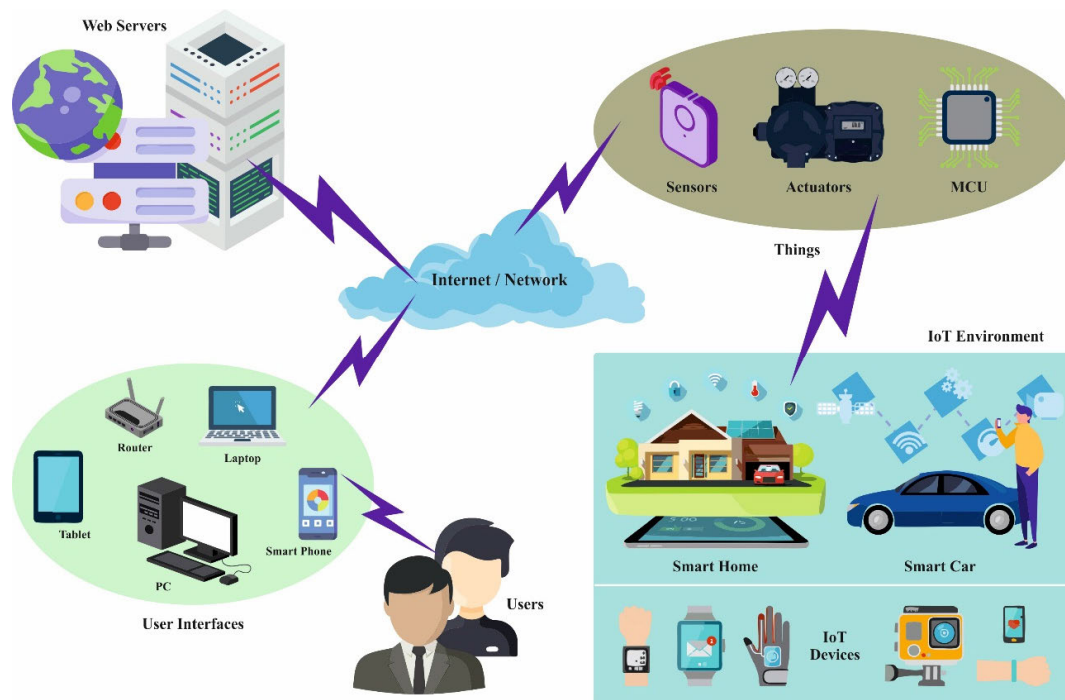 Web Servers
Sensors
Actuators
MCU
Things
Internet / Network
IoT Environment
Router
Laptop
Tablet
Smart Phone
PC
User Interfaces
Users
Smart Home
Smart Car
IoT
Devices